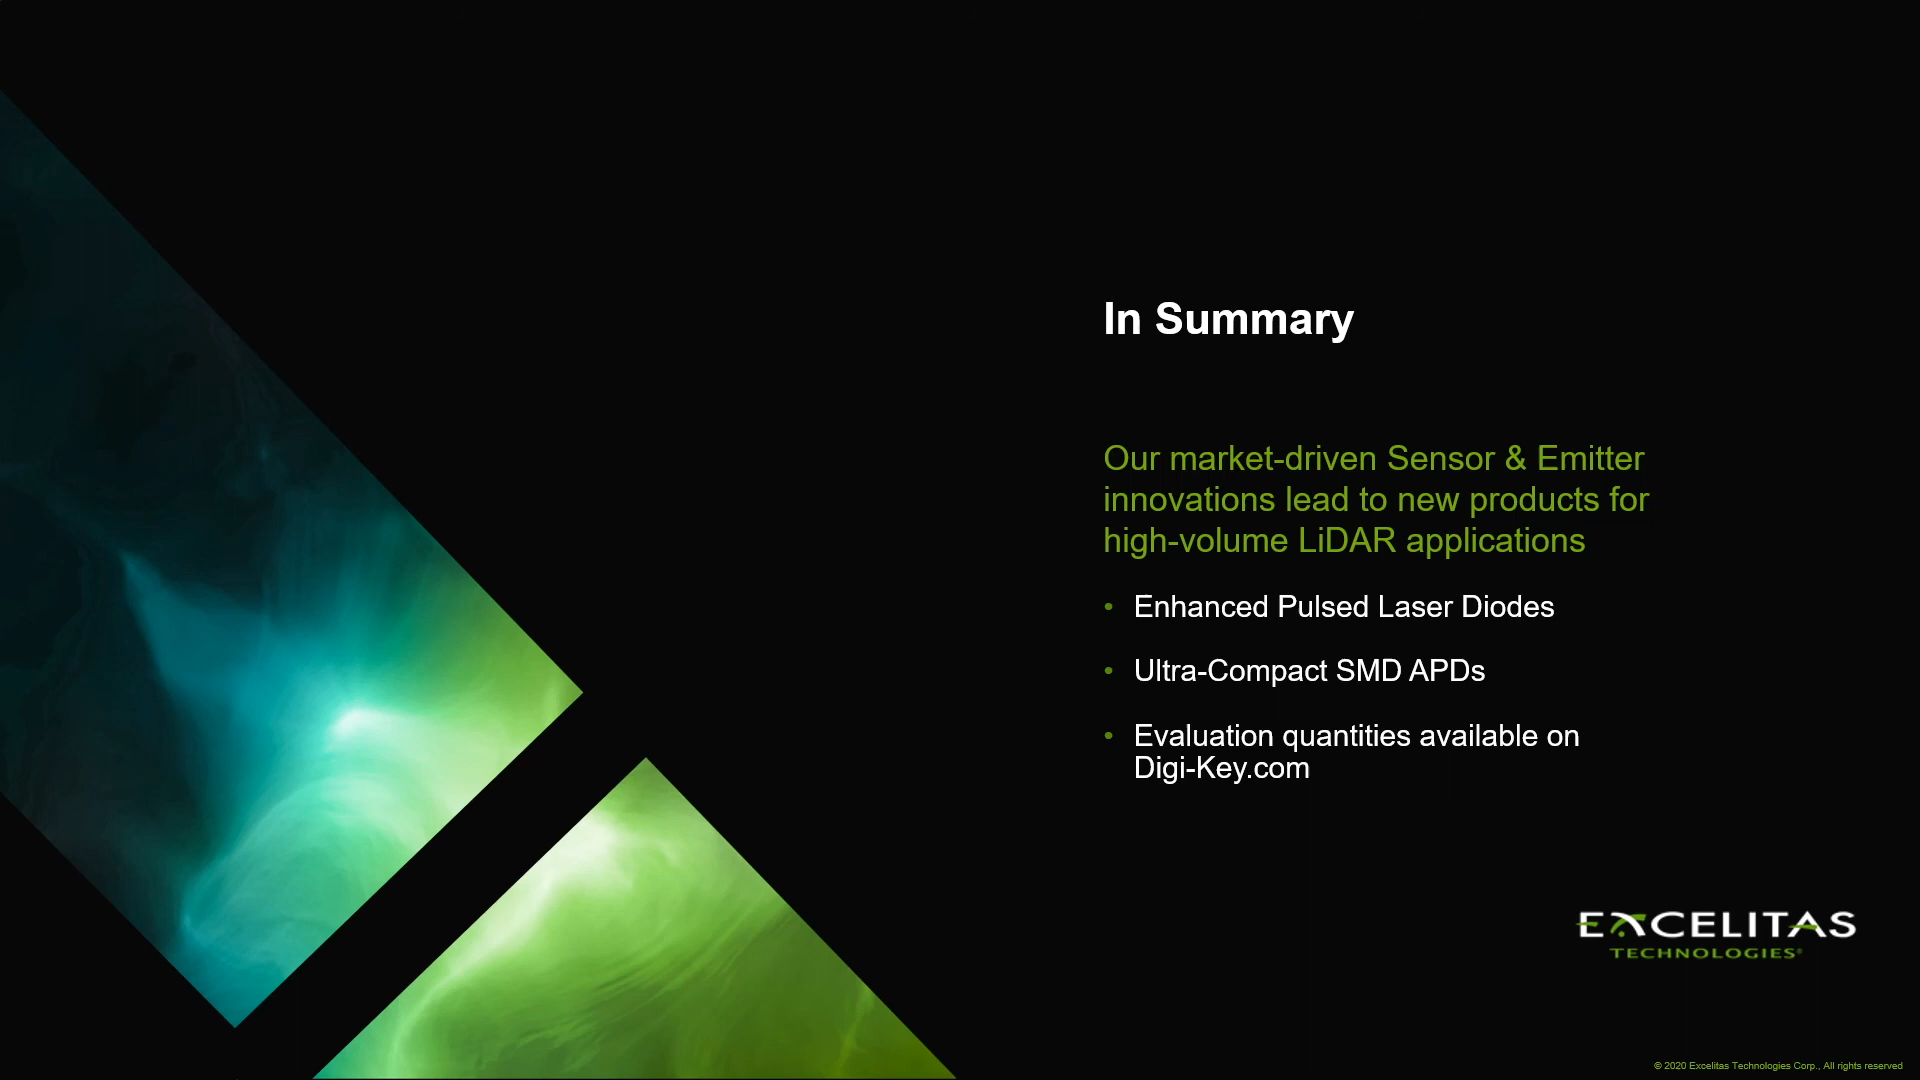 In Summary
Our market-driven Sensor & Emitter
innovations lead to new products for
high-volume LiDAR applications
• Enhanced Pulsed Laser Diodes
• Ultra-Compact SMD APDs
• Evaluation quantities available on
Digi-Key.com
EXCELITAS
TECHNOLOGIES®
© 2020 Excelitas Technologies Corp., All rights reserved